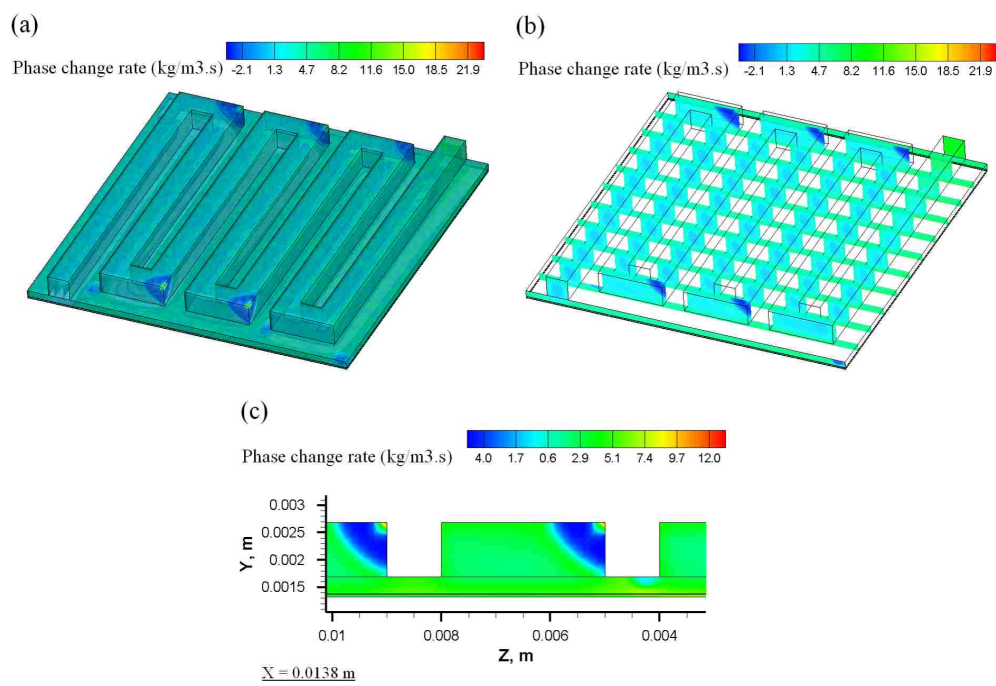 (a)
Phase change rate (kg/m3.s)
-2.1 1.3 4.7 8.2 11.6 15.0 18.5 21.9
(b)
Phase change rate (kg/m3.s)
-2.1 1.3 4.7 8.2 11.6 15.0 18.5 21.9
(c)
Phase change rate (kg/m3.s)
4.0 1.7 0.6 2.9 5.1 7.4 9.7 12.0
0.003
0.0025
0.002
0.0015
Y, m
0.01 0.008 0.006 0.004
Z, m
X = 0.0138 m